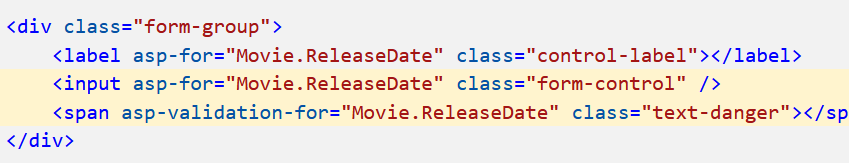 <div class="form-group">
<label asp-for="Movie.ReleaseDate" class="control-label"></label>
<input asp-for="Movie.ReleaseDate" class="form-control" />
<span asp-validation-for="Movie.ReleaseDate" class="text-danger"></sp
</div>